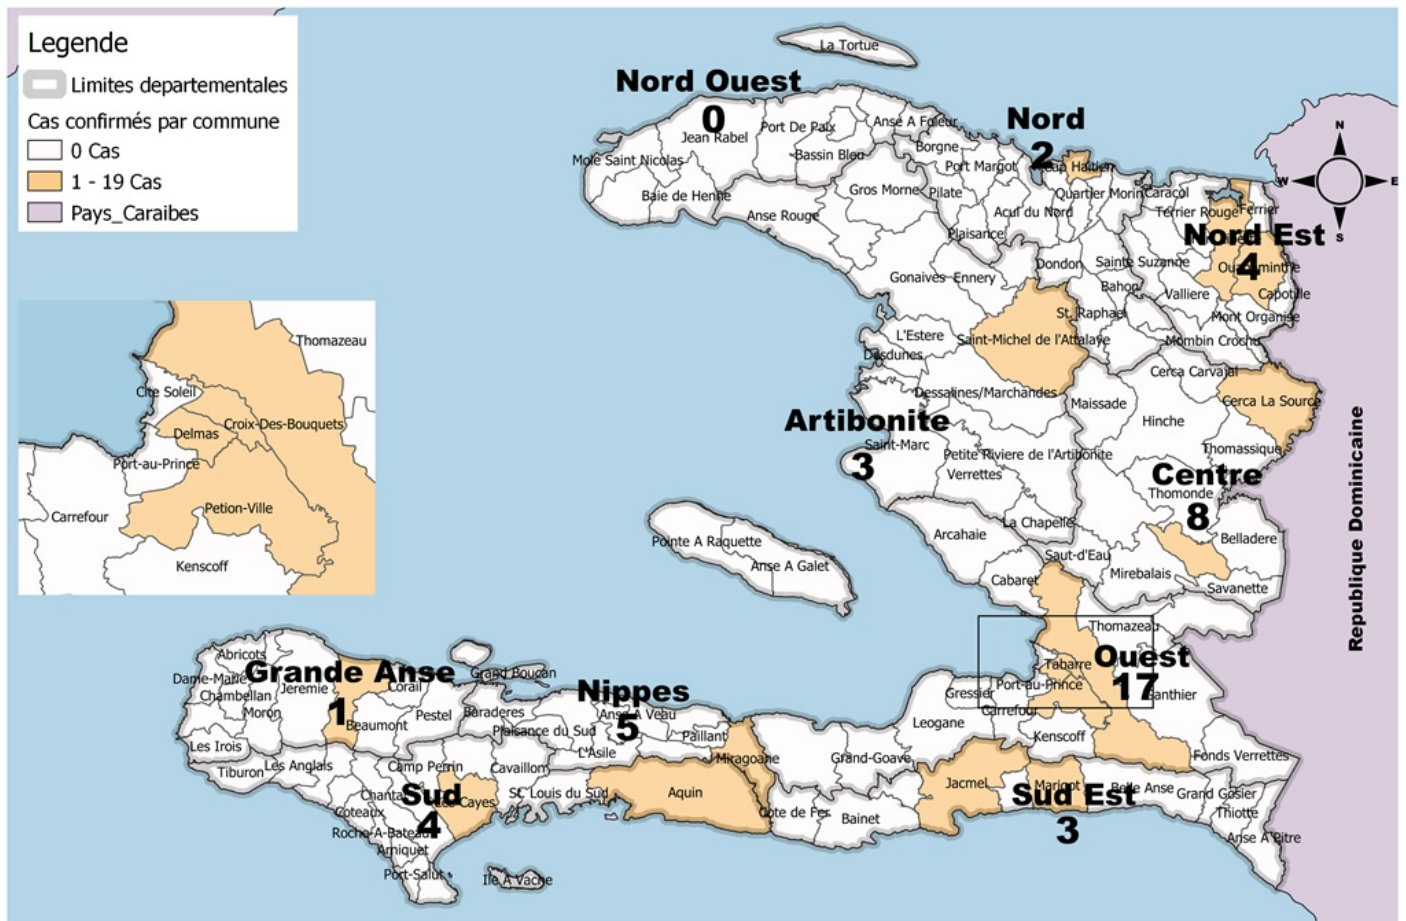 Legende
Limites departementales
Cas confirmés par commune
0 Cas
1 - 19 Cas
Pays_Caraibes
La Tortue
Nord Ouest
0
Jean Rabel
Port De Paix
Anse A Foleur
Mole Saint Nicolas
Bassin Bleu
Baie de Henne
Anse Rouge
Nord
2
Cap Haitien
Borgne
Port Margot
Quartier Morin
Caracol
Gros Morne
Pilate
Acul du Nord
Terrier Rouge
Ferrier
Plaisance
Nord Est
4
N
W
E
S
Dondon
Sainte Suzanne
Gonaives
Ennery
Bahon
Valliere
Capotille
St. Raphael
Mont Organise
L'Estere
Saint-Michel de l'Attalaye
Mombin Crochu
Desdunes
Cerca Carvajal
Dessalines/Marchandes
Maissade
Cerca La Source
Artibonite
3
Hinche
Saint-Marc
Petite Riviere de l'Artibonite
Thomassique
Verrettes
Centre
8
Thomonde
La Chapelle
Arcahaie
Belladere
Saut-d'Eau
Mirebalais
Cabaret
Savanette
Republique Dominicaine
Pointe A Raquette
Anse A Galet
Thomazeau
Cite Soleil
Croix-Des-Bouquets
Delmas
Port-au-Prince
Petion-Ville
Carrefour
Kenscoff
Thomazeau
Tabarre
Ouest
17
Port-au-Prince
Ganthier
Gressier
Carrefour
Leogane
Kenscoff
Fonds Verrettes
Grand-Goave
Abricots
Grande Anse
1
Dame-Marie
Jeremie
Corail
Chambellan
Moron
Beaumont
Pestel
Les Irois
Grand Boucan
Nippes
5
Baraderes
Anse A Veau
Plaisance du Sud
Paillant
L'Asile
Miragoane
Tiburon
Les Anglais
Camp Perrin
Cavaillon
Sud
4
St. Louis du Sud
Aquin
Coteaux
Arniquet
Port-Salut
Ile A Vache
Jacmel
Marigot
Belle Anse
Sud Est
3
Grand Gosier
Thiotte
Cote de Fer
Bainet
Anse A Pitre